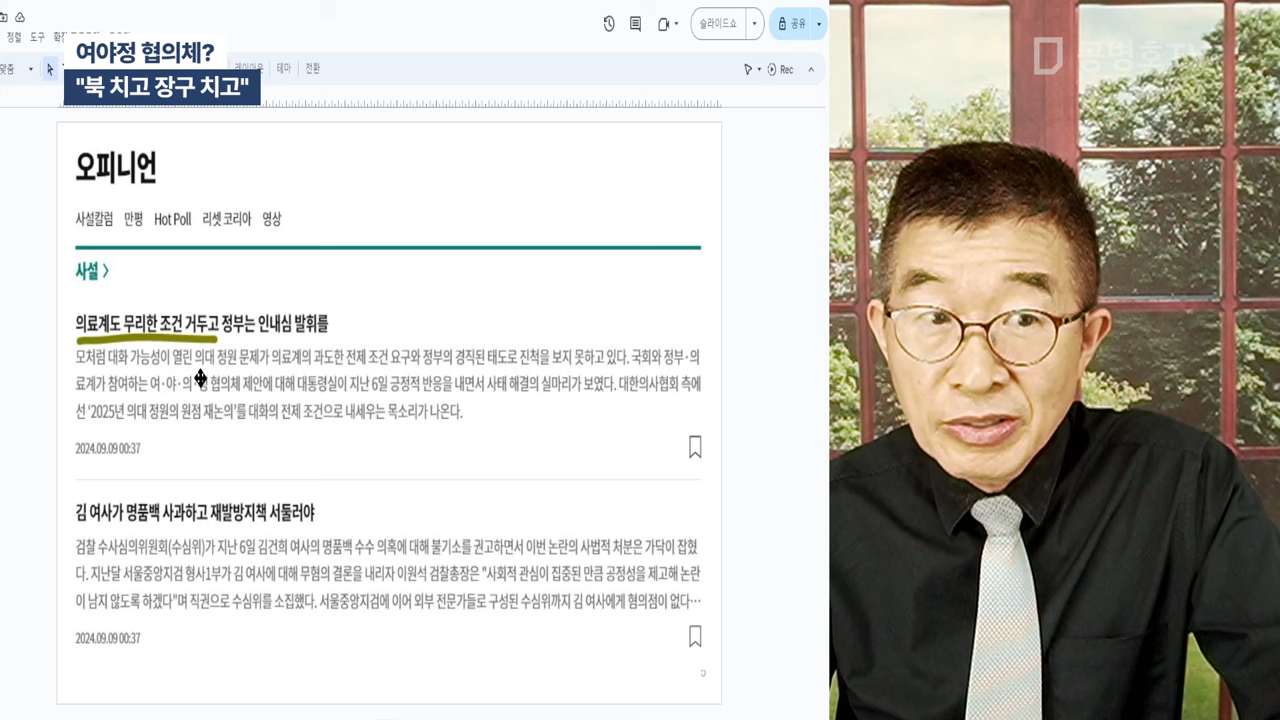 슬라이드쇼
공유
정렬 도구
여야정 협의체?
"북 치고 장구 치고"
맞춤
레이아웃 테마 전환
Rec
공병호TV
오피니언
사설칼럼 만평 Hot Poll 리셋 코리아 영상
사설 >
의료계도 무리한 조건 거두고 정부는 인내심 발휘를
모처럼 대화 가능성이 열린 의대 정원 문제가 의료계의 과도한 전제 조건 요구와 정부의 경직된 태도로 진척을 보지 못하고 있다. 국회와 정부·의
료계가 참여하는 여·야·의 협의체 제안에 대해 대통령실이 지난 6일 긍정적 반응을 내면서 사태 해결의 실마리가 보였다. 대한의사협회 측에
선 '2025년 의대 정원의 원점 재논의'를 대화의 전제 조건으로 내세우는 목소리가 나온다.
2024.09.09 00:37
김 여사가 명품백 사과하고 재발방지책 서둘러야
검찰 수사심의위원회(수심위)가 지난 6일 김건희 여사의 명품백 수수 의혹에 대해 불기소를 권고하면서 이번 논란의 사법적 처분은 가닥이 잡혔
다. 지난달 서울중앙지검 형사1부가 김 여사에 대해 무혐의 결론을 내리자 이원석 검찰총장은 "사회적 관심이 집중된 만큼 공정성을 제고해 논란
이 남지 않도록 하겠다"며 직권으로 수심위를 소집했다. 서울중앙지검에 이어 외부 전문가들로 구성된 수심위까지 김 여사에게 혐의점이 없다…
2024.09.09 00:37